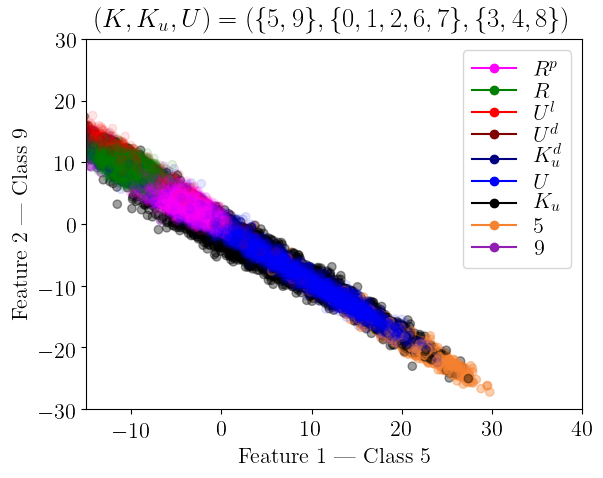 (K, K_u, U) = ({5, 9}, {0, 1, 2, 6, 7}, {3, 4, 8})
30
20
10
0
−10
−20
−30
Feature 2 — Class 9
R^p
R
U^l
U^d
K_u^d
U
K_u
5
9
−10
0
10
20
30
40
Feature 1 — Class 5